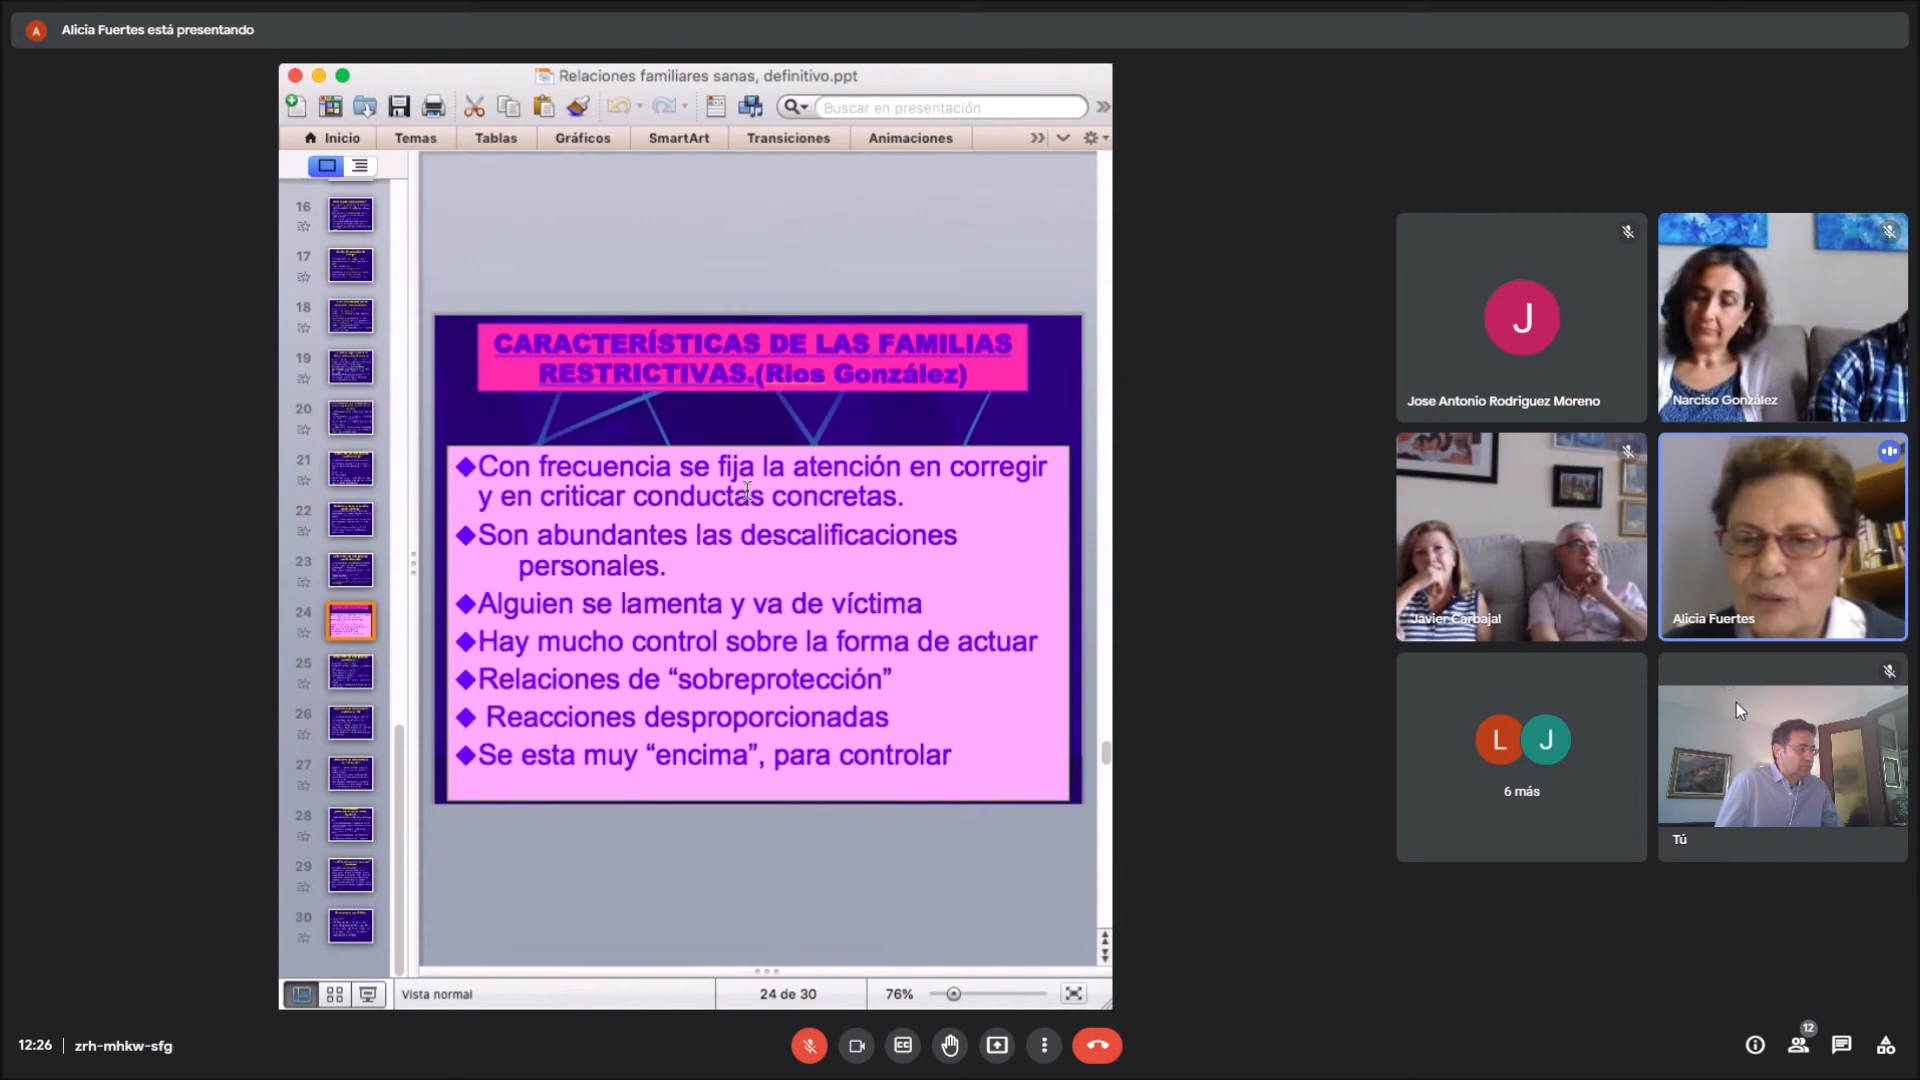 A
Alicia Fuertes está presentando
Relaciones familiares sanas, definitivo.ppt
Buscar en presentación
Inicio
Temas
Tablas
Gráficos
SmartArt
Transiciones
Animaciones
16
17
18
19
20
21
22
23
24
25
26
27
28
29
30
CARACTERÍSTICAS DE LAS FAMILIAS
RESTRICTIVAS.(Rios González)
Con frecuencia se fija la atención en corregir
y en criticar conductas concretas.
Son abundantes las descalificaciones
personales.
Alguien se lamenta y va de víctima
Hay mucho control sobre la forma de actuar
Relaciones de “sobreprotección”
Reacciones desproporcionadas
Se esta muy “encima”, para controlar
Vista normal
24 de 30
76%
J
Jose Antonio Rodriguez Moreno
Narciso González
Javier Carbajal
Alicia Fuertes
L J
6 más
Tú
12:26
zrh-mhkw-sfg
12